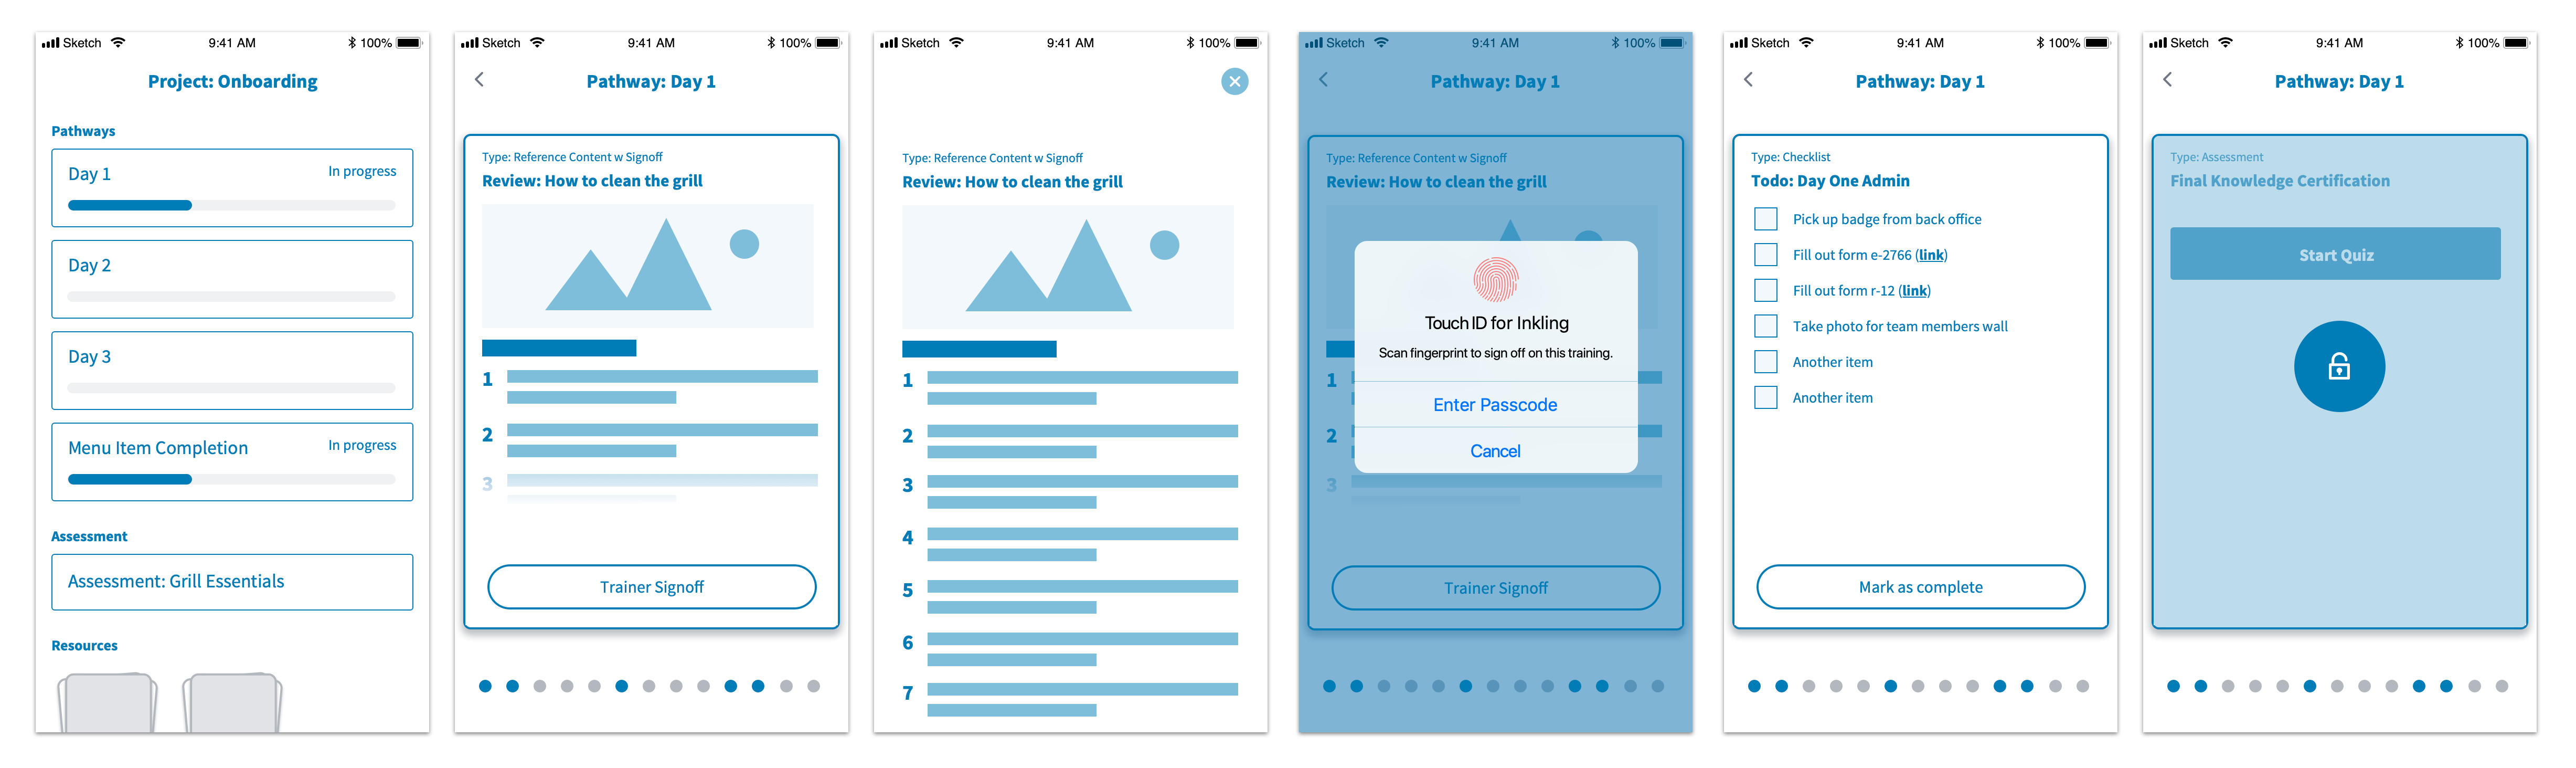 Sketch 9:41 AM 100%
Project: Onboarding
Pathways
Day 1 In progress
Day 2
Day 3
Menu Item Completion In progress
Assessment
Assessment: Grill Essentials
Resources
Sketch 9:41 AM 100%
Pathway: Day 1
Type: Reference Content w Signoff
Review: How to clean the grill
1
2
3
Trainer Signoff
Sketch 9:41 AM 100%
Type: Reference Content w Signoff
Review: How to clean the grill
1
2
3
4
5
6
7
Sketch 9:41 AM 100%
Pathway: Day 1
Type: Reference Content w Signoff
Review: How to clean the grill
Touch ID for Inkling
Scan fingerprint to sign off on this training.
1
Enter Passcode
2
Cancel
3
Trainer Signoff
Sketch 9:41 AM 100%
Pathway: Day 1
Type: Checklist
Todo: Day One Admin
Pick up badge from back office
Fill out form e-2766 (link)
Fill out form r-12 (link)
Take photo for team members wall
Another item
Another item
Mark as complete
Sketch 9:41 AM 100%
Pathway: Day 1
Type: Assessment
Final Knowledge Certification
Start Quiz